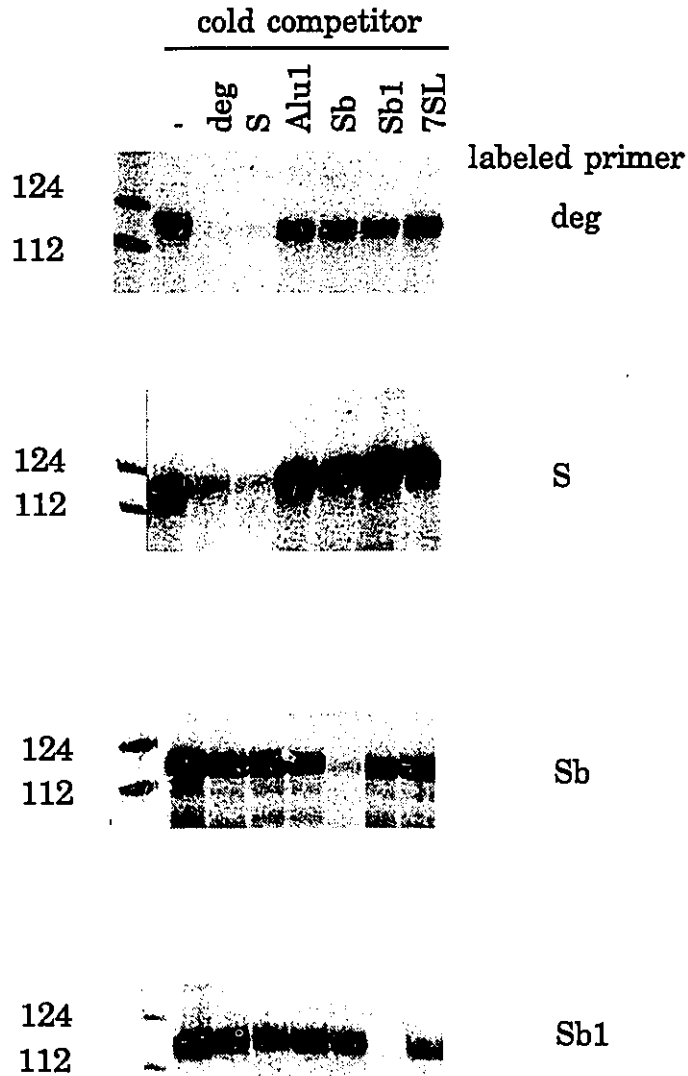 cold competitor
- deg S Alu1 Sb Sb1 7SL
labeled primer
124
112
deg
124
112
S
124
112
Sb
124
112
Sb1